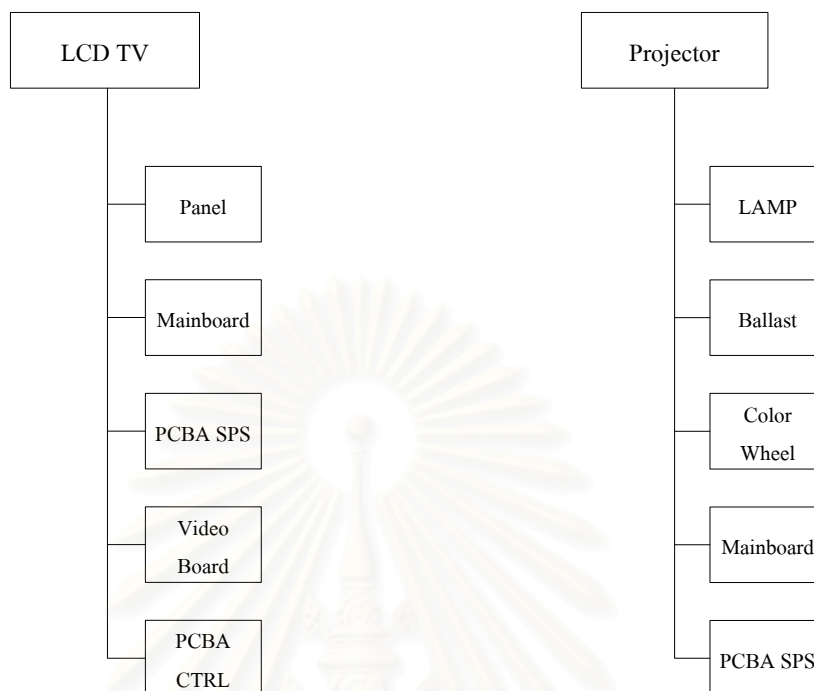 LCD TV
Panel
Mainboard
PCBA SPS
Video
Board
PCBA
CTRL
Projector
LAMP
Ballast
Color
Wheel
Mainboard
PCBA SPS